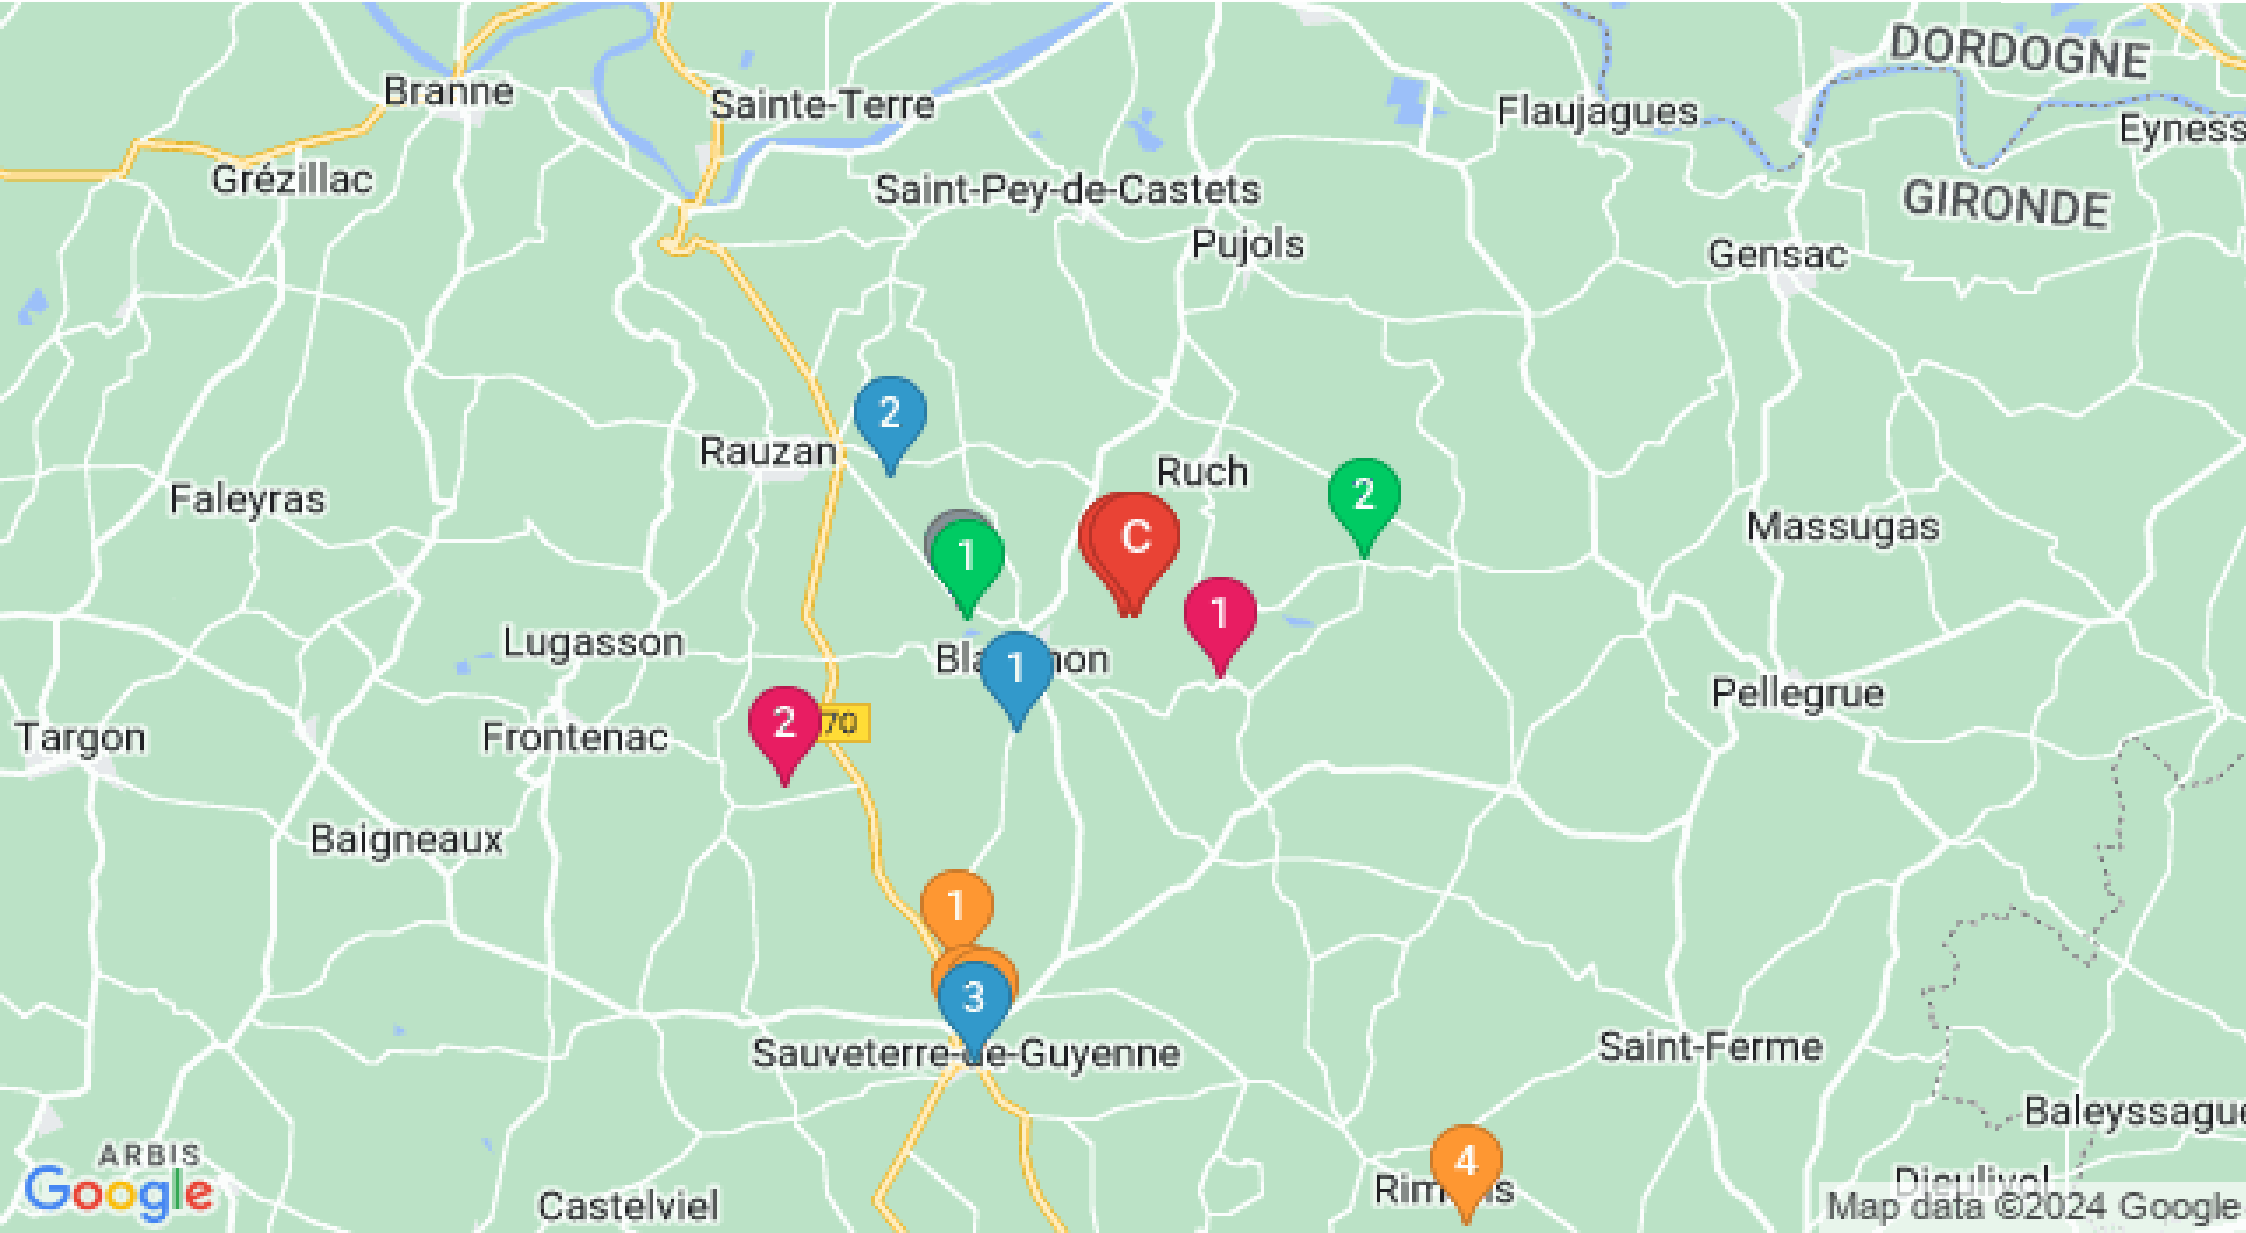 DORDOGNE
Branne
Sainte-Terre
Flaujagues
Eyness
Grézillac
Saint-Pey-de-Castets
GIRONDE
Pujols
Gensac
2
Rauzan
Ruch
2
Faleyras
Massugas
C
1
1
Lugasson
1
Pellegrue
Targon
Frontenac
2
70
Baigneaux
1
3
Sauveterre-de-Guyenne
Saint-Ferme
Baleyssague
ARBIS
4
Google
Castelviel
Dieulivol
Map data ©2024 Google